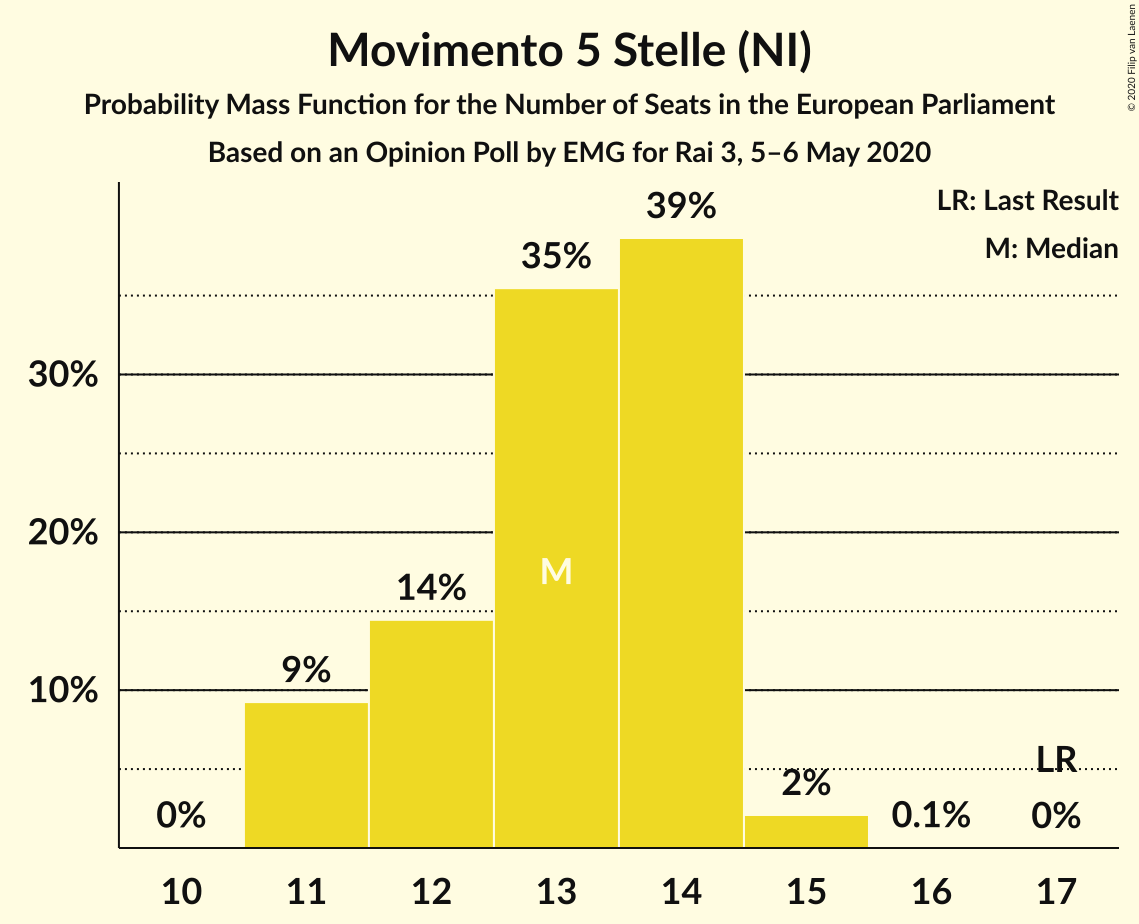 Movimento 5 Stelle (NI)
Probability Mass Function for the Number of Seats in the European Parliament
Based on an Opinion Poll by EMG for Rai 3, 5–6 May 2020
© 2020 Filip van Laenen
LR: Last Result
M: Median
39%
35%
30%
20%
M
14%
9%
10%
LR
2%
0%
0.1%
0%
10 11 12 13 14 15 16 17